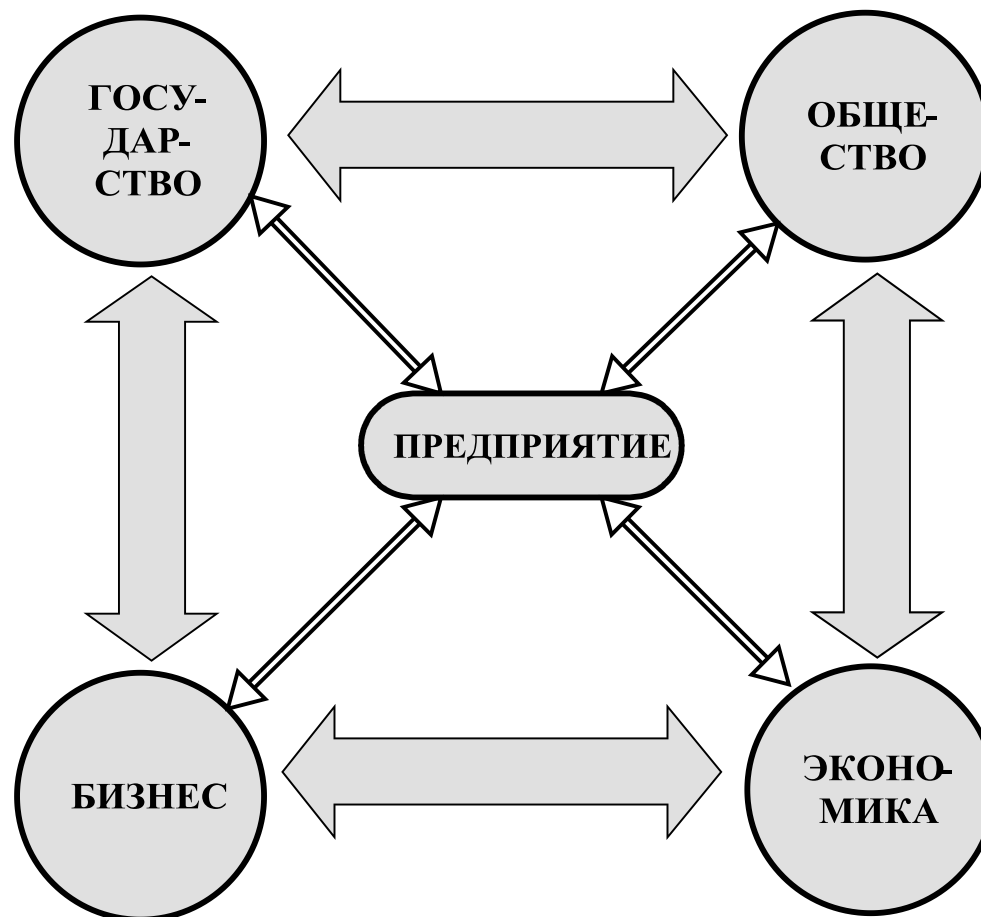 ГОСУ-
ДАР-
СТВО
ОБЩЕ-
СТВО
ПРЕДПРИЯТИЕ
БИЗНЕС
ЭКОНО-
МИКА